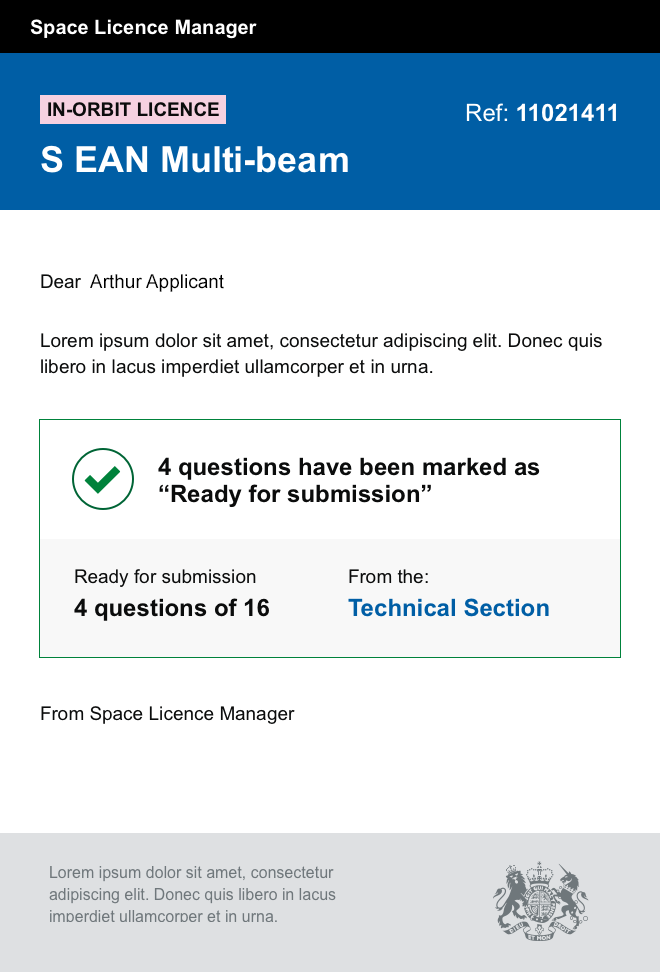 Space Licence Manager
IN-ORBIT LICENCE
Ref: 11021411
S EAN Multi-beam
Dear Arthur Applicant
Lorem ipsum dolor sit amet, consectetur adipiscing elit. Donec quis
libero in lacus imperdiet ullamcorper et in urna.
4 questions have been marked as
“Ready for submission”
Ready for submission
From the:
4 questions of 16
Technical Section
From Space Licence Manager
Lorem ipsum dolor sit amet, consectetur
adipiscing elit. Donec quis libero in lacus
imperdiet ullamcorper et in urna.